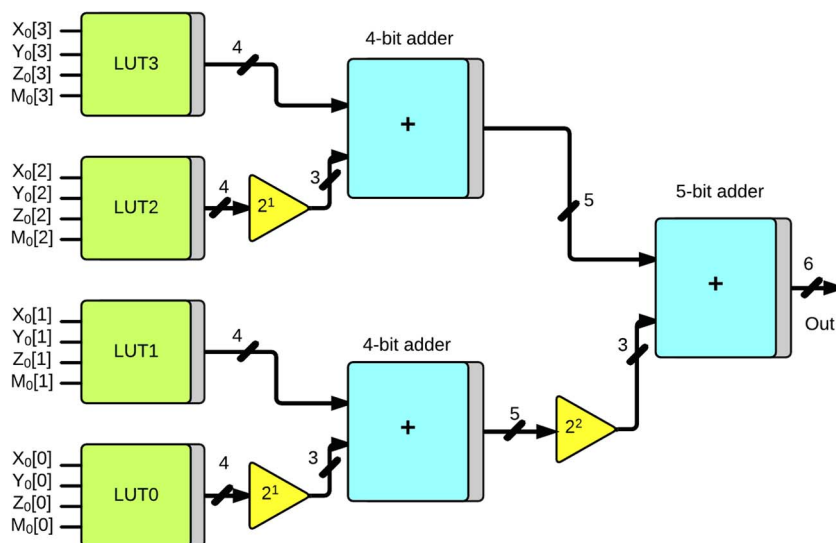 X₀[3]
Y₀[3]
Z₀[3]
M₀[3]
LUT3
4
4-bit adder
+
X₀[2]
Y₀[2]
Z₀[2]
M₀[2]
LUT2
4
2¹
3
5
5-bit adder
+
6
Out
X₀[1]
Y₀[1]
Z₀[1]
M₀[1]
LUT1
4
4-bit adder
+
5
2²
3
X₀[0]
Y₀[0]
Z₀[0]
M₀[0]
LUT0
4
2¹
3